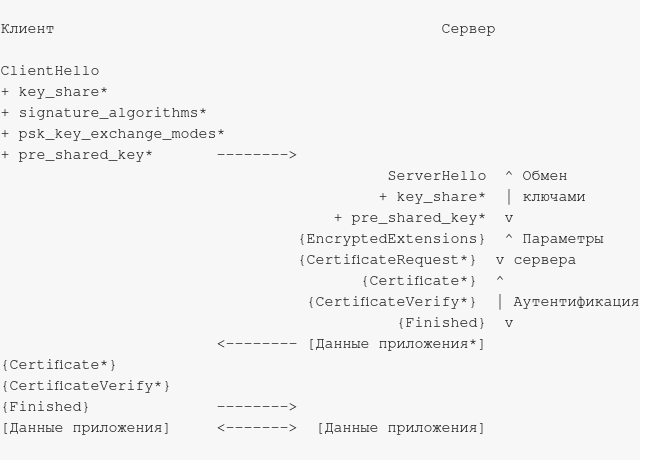 Клиент                                           Сервер
ClientHello
+ key_share*
+ signature_algorithms*
+ psk_key_exchange_modes*
+ pre_shared_key*       -------->
                                           ServerHello  ^ Обмен
                                          + key_share*  | ключами
                                     + pre_shared_key*  v
                                 {EncryptedExtensions}  ^ Параметры
                                 {CertificateRequest*}  v сервера
                                        {Certificate*}  ^
                                  {CertificateVerify*}  | Аутентификация
                                            {Finished}  v
                        <-------- [Данные приложения*]
{Certificate*}
{CertificateVerify*}
{Finished}              -------->
[Данные приложения]     <------->  [Данные приложения]